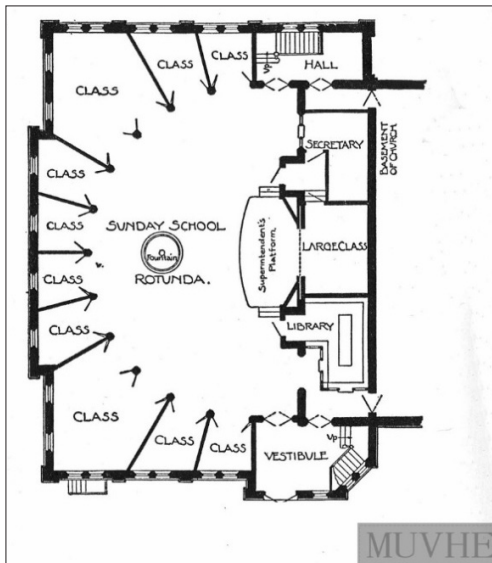 CLASS
HALL
UP
CLASS
CLASS
SECRETARY
BASEMENT
OF CHURCH
CLASS
CLASS
SUNDAY SCHOOL
Fountain
ROTUNDA.
Superintendent's
Platform.
LARGE CLASS
CLASS
LIBRARY
CLASS
CLASS
CLASS
CLASS
UP
VESTIBULE
MUVHE